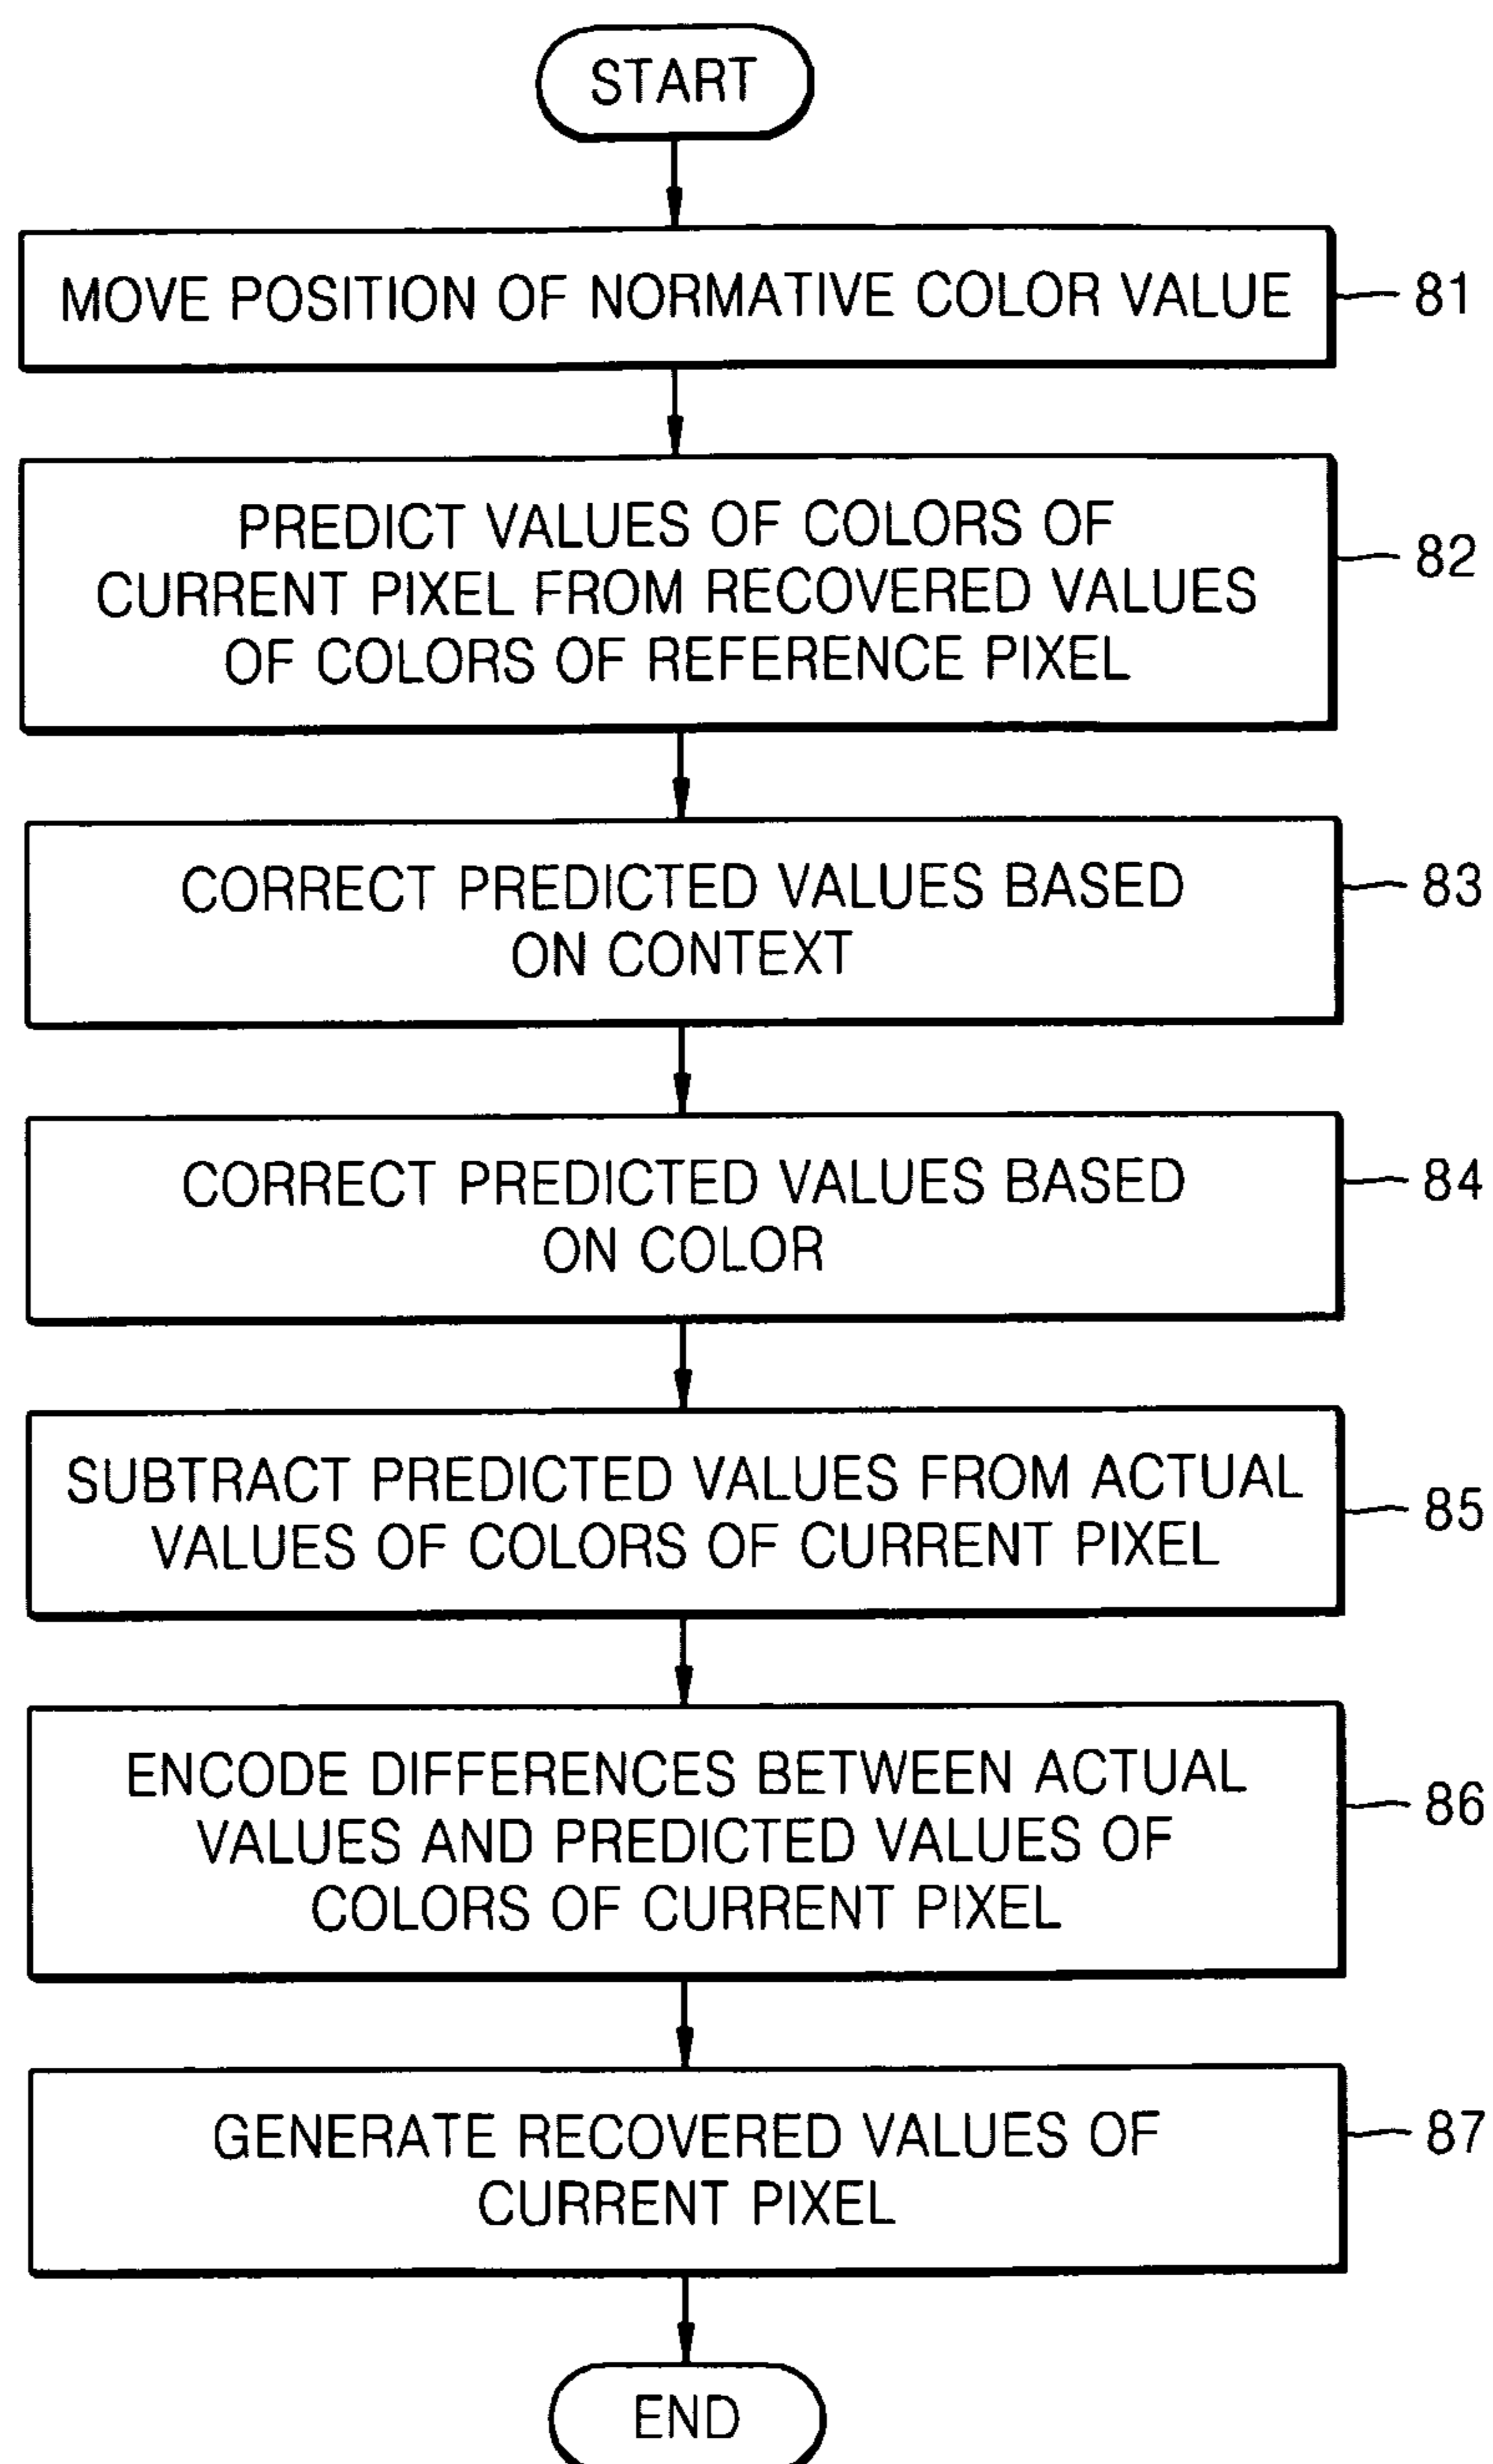 START
MOVE POSITION OF NORMATIVE COLOR VALUE
81
PREDICT VALUES OF COLORS OF
CURRENT PIXEL FROM RECOVERED VALUES
OF COLORS OF REFERENCE PIXEL
82
CORRECT PREDICTED VALUES BASED
ON CONTEXT
83
CORRECT PREDICTED VALUES BASED
ON COLOR
84
SUBTRACT PREDICTED VALUES FROM ACTUAL
VALUES OF COLORS OF CURRENT PIXEL
85
ENCODE DIFFERENCES BETWEEN ACTUAL
VALUES AND PREDICTED VALUES OF
COLORS OF CURRENT PIXEL
86
GENERATE RECOVERED VALUES OF
CURRENT PIXEL
87
END